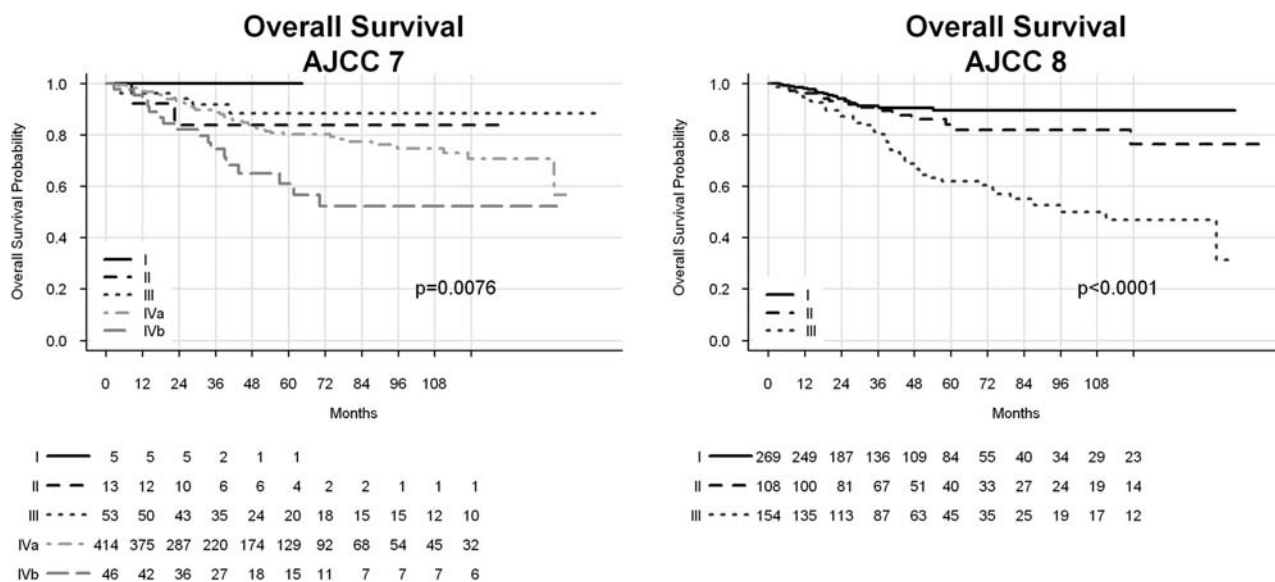 Overall Survival
AJCC 7
Overall Survival Probability
1.0
0.8
0.6
0.4
0.2
0.0
I
II
III
IVa
IVb
p=0.0076
0 12 24 36 48 60 72 84 96 108
Months
I 5 5 5 2 1 1
II 13 12 10 6 6 4 2 2 1 1 1
III 53 50 43 35 24 20 18 15 15 12 10
IVa 414 375 287 220 174 129 92 68 54 45 32
IVb 46 42 36 27 18 15 11 7 7 7 6
Overall Survival
AJCC 8
Overall Survival Probability
1.0
0.8
0.6
0.4
0.2
0.0
I
II
III
p<0.0001
0 12 24 36 48 60 72 84 96 108
Months
I 269 249 187 136 109 84 55 40 34 29 23
II 108 100 81 67 51 40 33 27 24 19 14
III 154 135 113 87 63 45 35 25 19 17 12